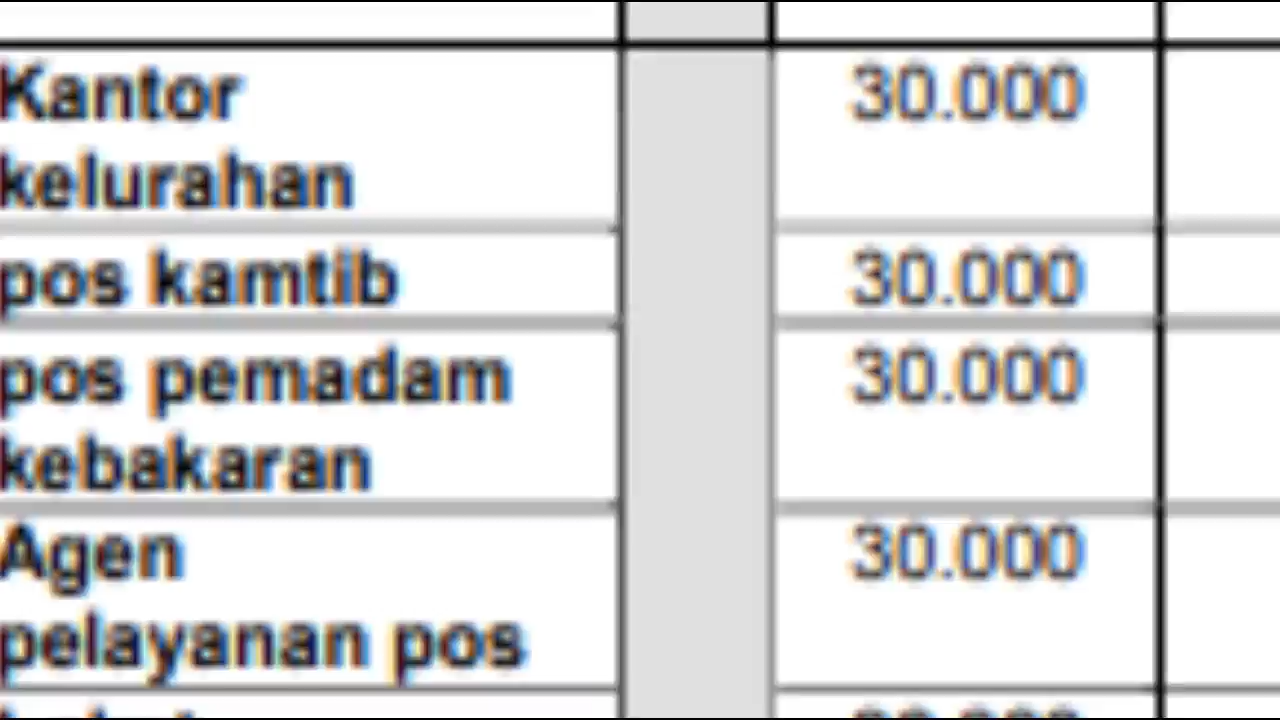 Kantor 30.000
kelurahan
pos kamtib 30.000
pos pemadam 30.000
kebakaran
Agen 30.000
pelayanan pos